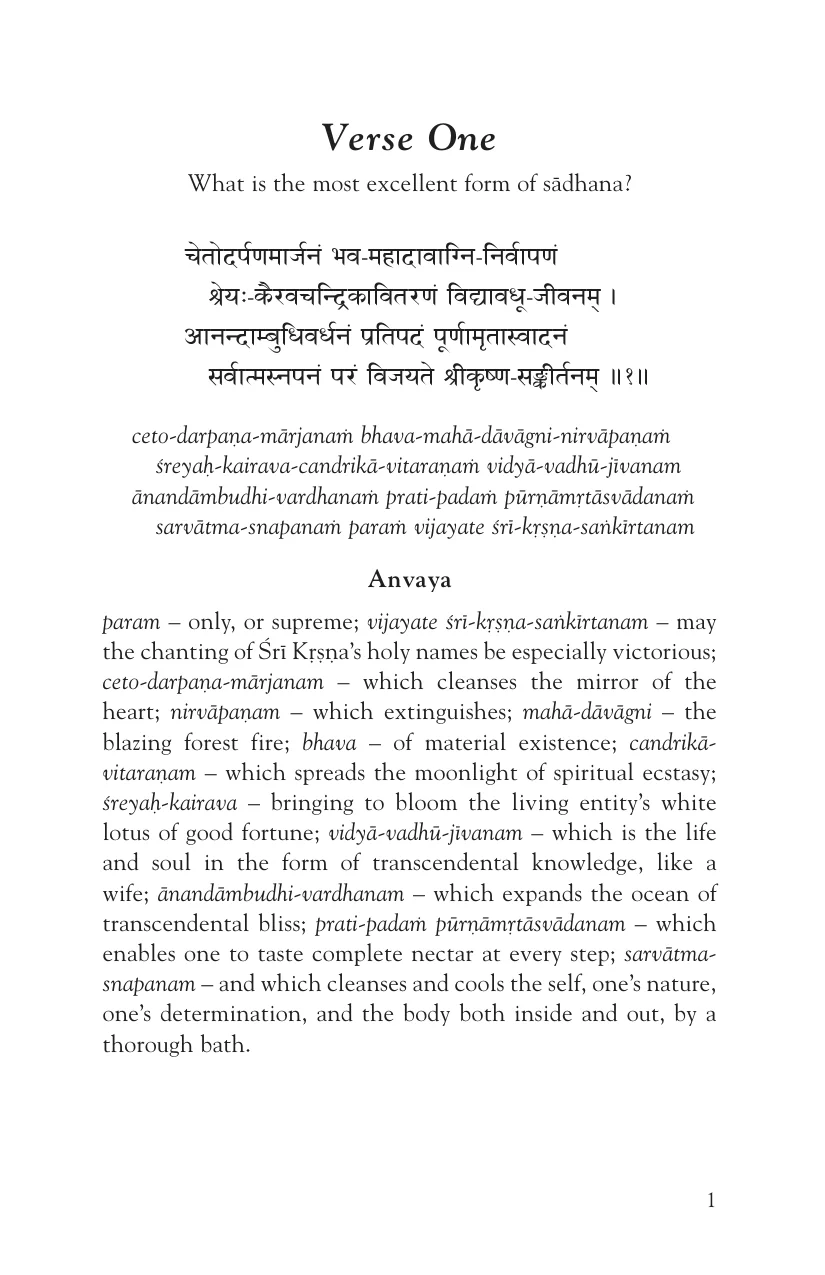 Verse One
What is the most excellent form of sādhana?
चेतोदर्पणमार्जनं भव-महादावाग्नि-निर्वापणं
श्रेयः-कैरवचन्द्रिकावितरणं विद्यावधू-जीवनम् ।
आनन्दाम्बुधिवर्धनं प्रतिपदं पूर्णामृतास्वादनं
सर्वात्मस्नपनं परं विजयते श्रीकृष्ण-सङ्कीर्तनम् ॥१॥
ceto-darpaṇa-mārjanaṁ bhava-mahā-dāvāgni-nirvāpaṇaṁ
śreyaḥ-kairava-candrikā-vitaraṇaṁ vidyā-vadhū-jīvanam
ānandāmbudhi-vardhanaṁ prati-padaṁ pūrṇāmṛtāsvādanaṁ
sarvātma-snapanaṁ paraṁ vijayate śrī-kṛṣṇa-saṅkīrtanam
Anvaya
param – only, or supreme; vijayate śrī-kṛṣṇa-saṅkīrtanam – may
the chanting of Śrī Kṛṣṇa’s holy names be especially victorious;
ceto-darpaṇa-mārjanam – which cleanses the mirror of the
heart; nirvāpaṇam – which extinguishes; mahā-dāvāgni – the
blazing forest fire; bhava – of material existence; candrikā-
vitaraṇam – which spreads the moonlight of spiritual ecstasy;
śreyaḥ-kairava – bringing to bloom the living entity’s white
lotus of good fortune; vidyā-vadhū-jīvanam – which is the life
and soul in the form of transcendental knowledge, like a
wife; ānandāmbudhi-vardhanam – which expands the ocean of
transcendental bliss; prati-padaṁ pūrṇāmṛtāsvādanam – which
enables one to taste complete nectar at every step; sarvātma-
snapanam – and which cleanses and cools the self, one’s nature,
one’s determination, and the body both inside and out, by a
thorough bath.
1